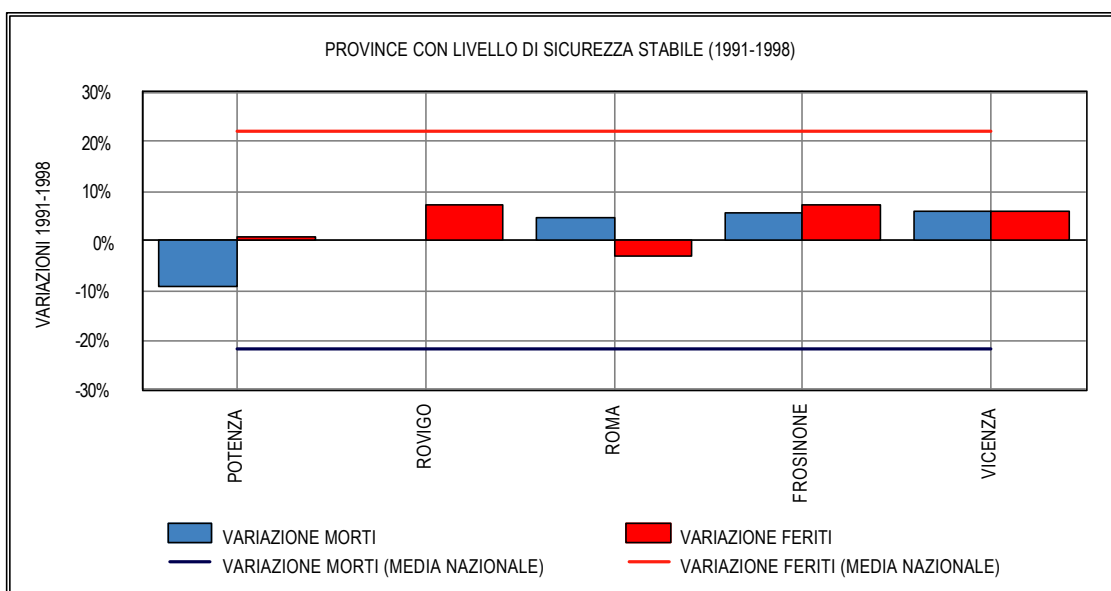 PROVINCE CON LIVELLO DI SICUREZZA STABILE (1991-1998)
VARIAZIONI 1991-1998
30%
20%
10%
0%
-10%
-20%
-30%
POTENZA
ROVIGO
ROMA
FROSINONE
VICENZA
VARIAZIONE MORTI
VARIAZIONE FERITI
VARIAZIONE MORTI (MEDIA NAZIONALE)
VARIAZIONE FERITI (MEDIA NAZIONALE)